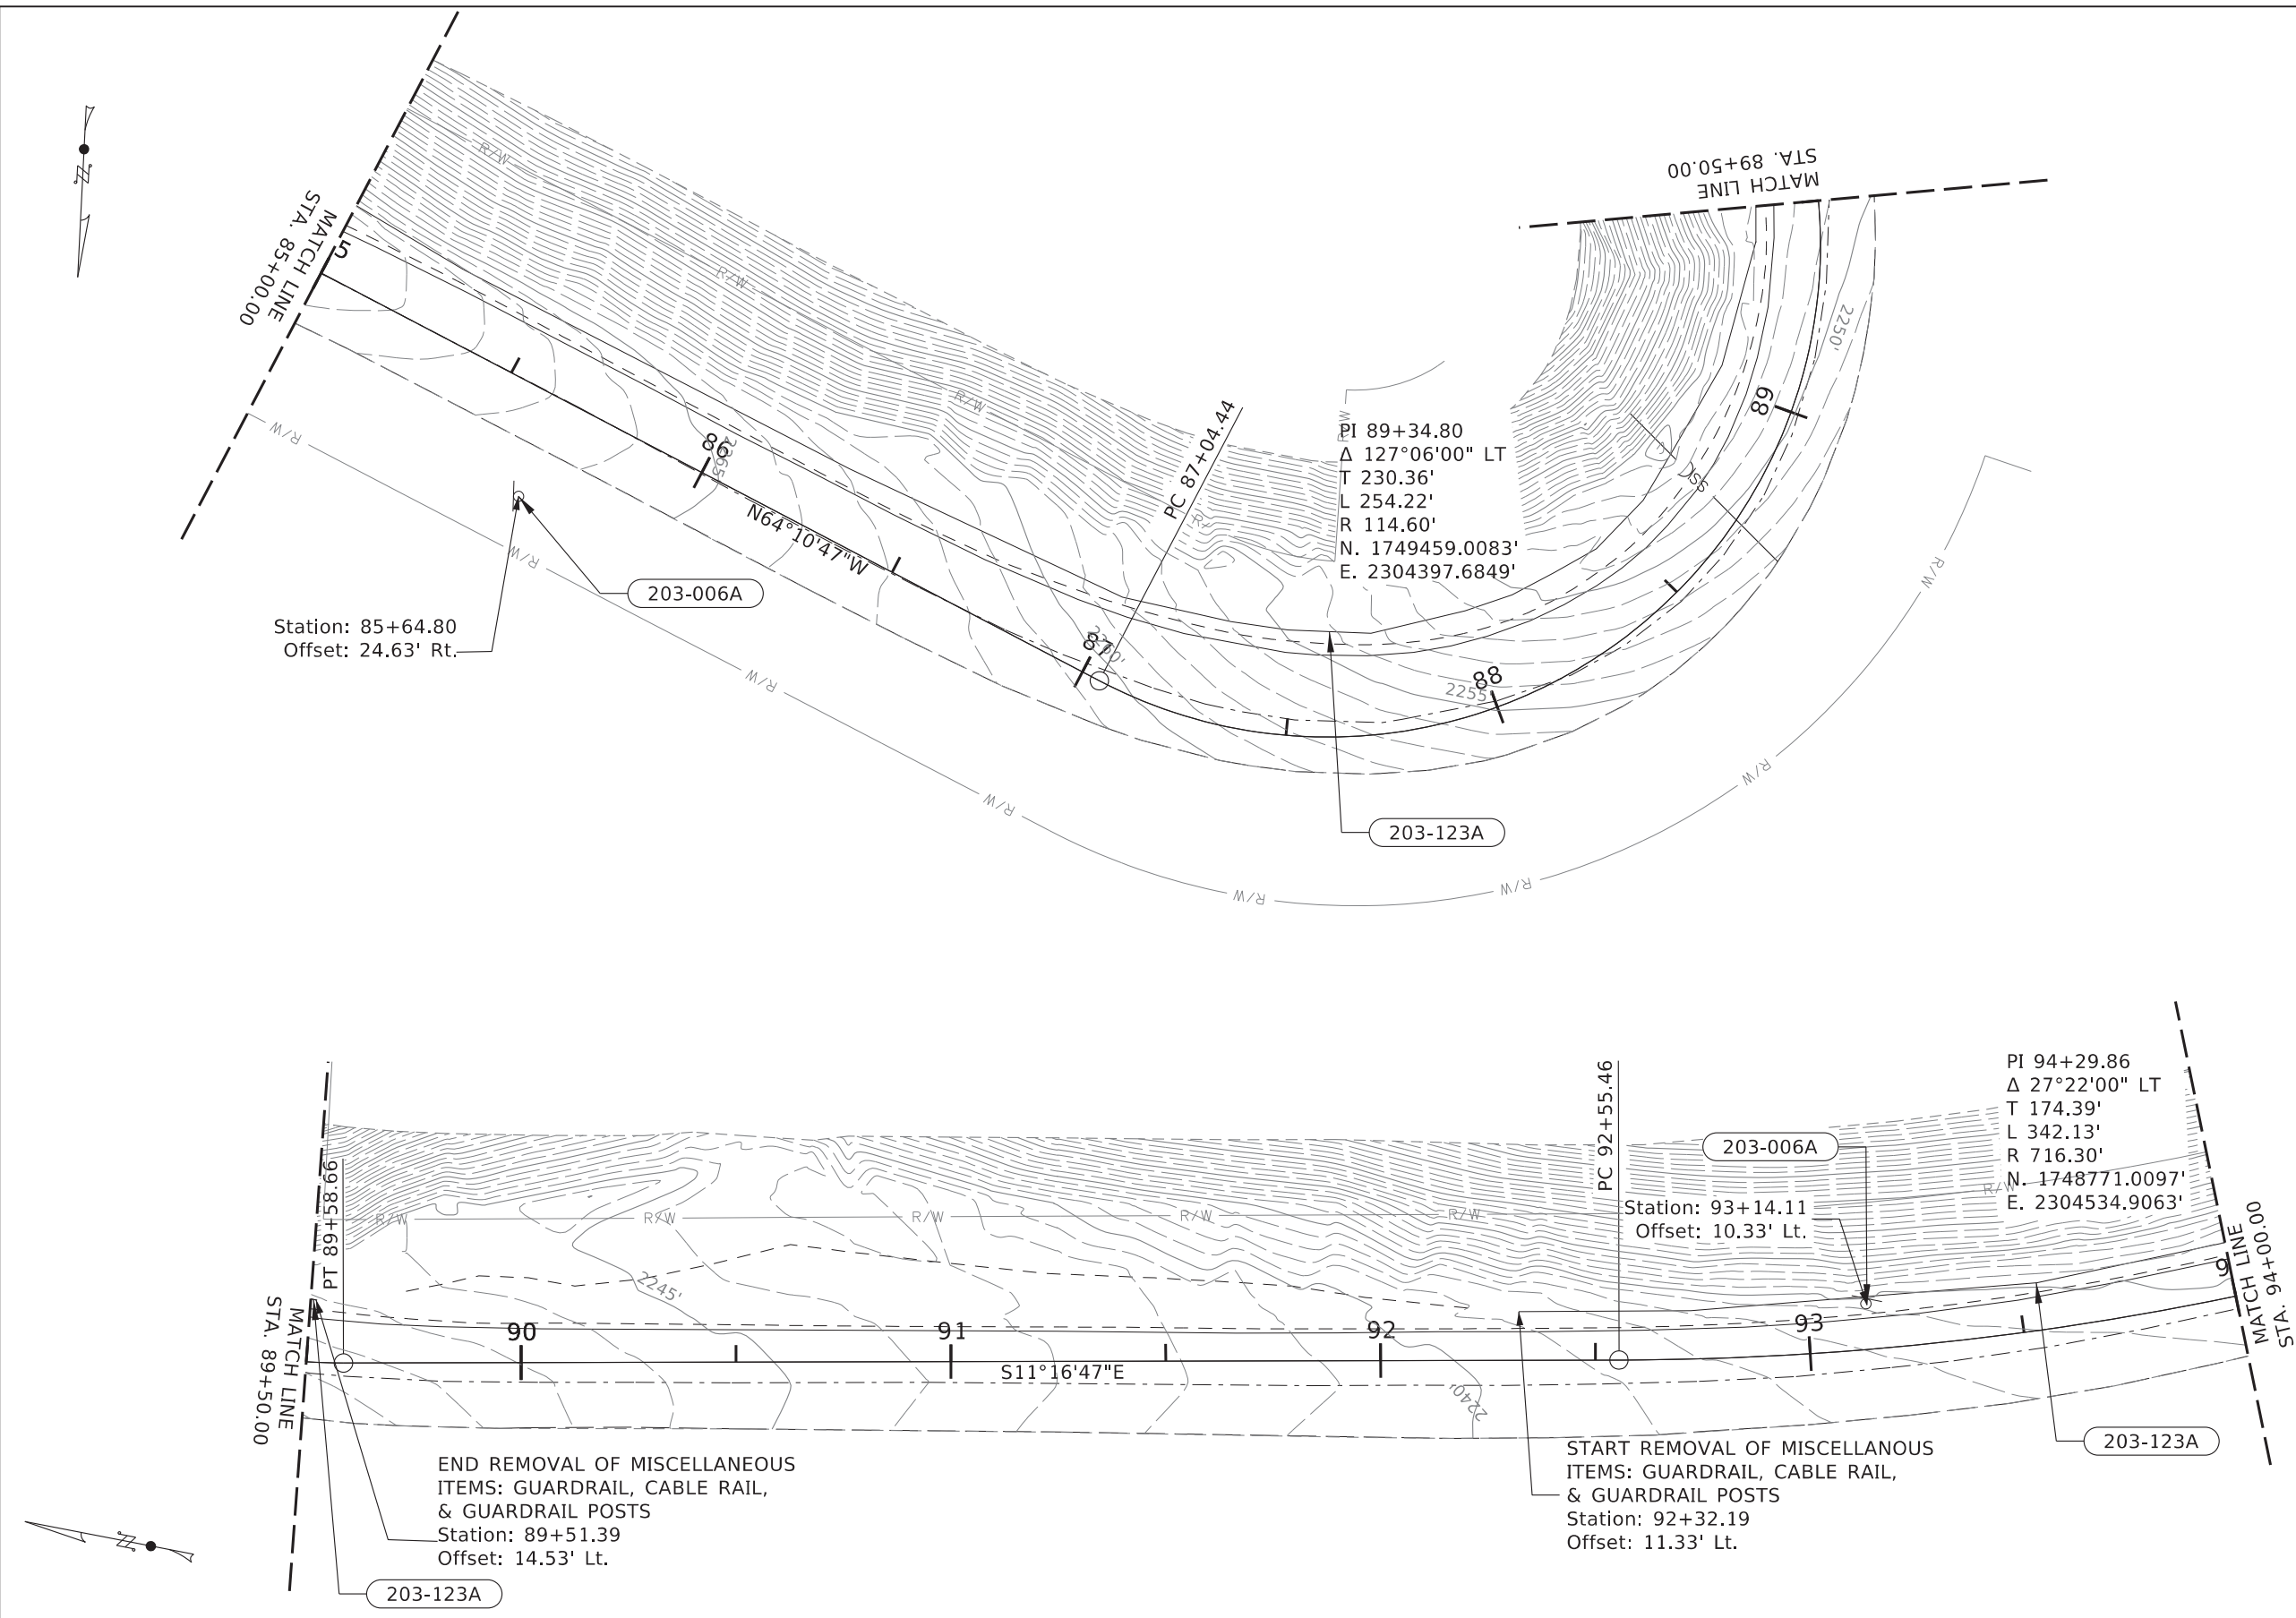 MATCH LINE
STA. 85+00.00
5
R/W
R/W
R/W
R/W
R/W
R/W
R/W
R/W
R/W
R/W
R/W
R/W
86
2265'
N64°10'47"W
203-006A
Station: 85+64.80
Offset: 24.63' Rt.
87
2260'
PC 87+04.44
PI 89+34.80
Δ 127°06'00" LT
T 230.36'
L 254.22'
R 114.60'
N. 1749459.0083'
E. 2304397.6849'
88
2255'
203-123A
89
2250'
MATCH LINE
STA. 89+50.00
PT 89+58.66
MATCH LINE
STA. 89+50.00
R/W
R/W
R/W
R/W
R/W
R/W
2245'
90
91
92
93
9
S11°16'47"E
2240'
PC 92+55.46
203-006A
Station: 93+14.11
Offset: 10.33' Lt.
PI 94+29.86
Δ 27°22'00" LT
T 174.39'
L 342.13'
R 716.30'
N. 1748771.0097'
E. 2304534.9063'
MATCH LINE
STA. 94+00.00
END REMOVAL OF MISCELLANEOUS
ITEMS: GUARDRAIL, CABLE RAIL,
& GUARDRAIL POSTS
Station: 89+51.39
Offset: 14.53' Lt.
203-123A
START REMOVAL OF MISCELLANOUS
ITEMS: GUARDRAIL, CABLE RAIL,
& GUARDRAIL POSTS
Station: 92+32.19
Offset: 11.33' Lt.
203-123A